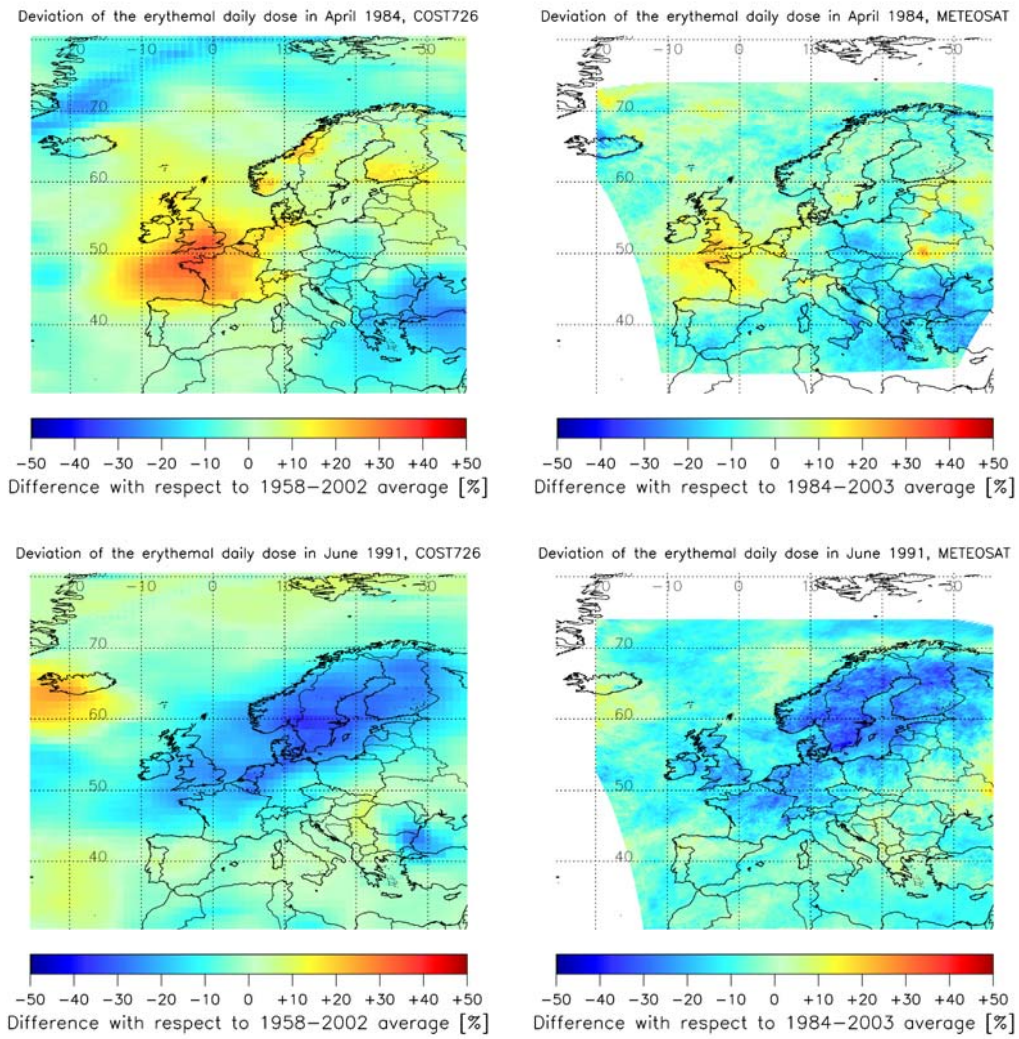 Deviation of the erythemal daily dose in April 1984, COST726
Deviation of the erythemal daily dose in April 1984, METEOSAT
−10 0 30
70
60
50
40
−10 0 30
70
60
50
40
−50 −40 −30 −20 −10 0 +10 +20 +30 +40 +50
Difference with respect to 1958−2002 average [%]
−50 −40 −30 −20 −10 0 +10 +20 +30 +40 +50
Difference with respect to 1984−2003 average [%]
Deviation of the erythemal daily dose in June 1991, COST726
Deviation of the erythemal daily dose in June 1991, METEOSAT
−10 0 30
70
60
50
40
−10 0 30
70
60
50
40
−50 −40 −30 −20 −10 0 +10 +20 +30 +40 +50
Difference with respect to 1958−2002 average [%]
−50 −40 −30 −20 −10 0 +10 +20 +30 +40 +50
Difference with respect to 1984−2003 average [%]